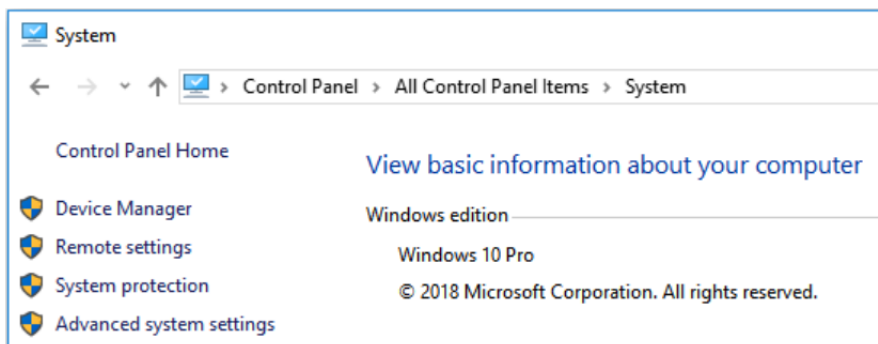 System
Control Panel > All Control Panel Items > System
Control Panel Home
Device Manager
Remote settings
System protection
Advanced system settings
View basic information about your computer
Windows edition
Windows 10 Pro
© 2018 Microsoft Corporation. All rights reserved.